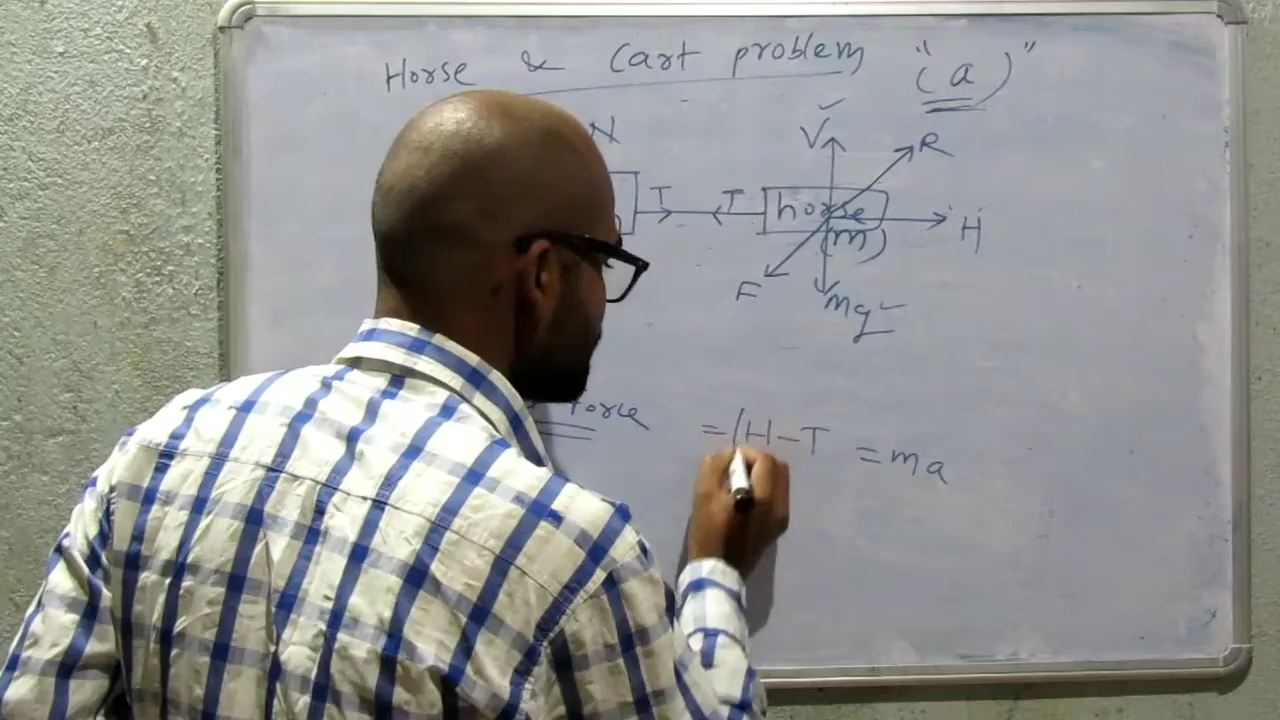 Horse & Cart problem "(a)"
N V R
T T horse H
(m)
F mg
force = (H-T = ma